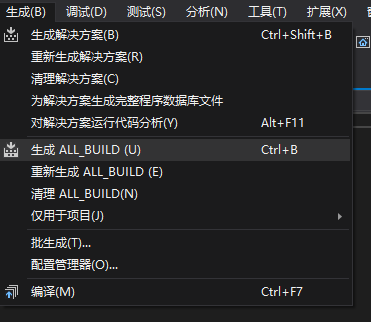 生成(B) 调试(D) 测试(S) 分析(N) 工具(T) 扩展(X)
生成解决方案(B) Ctrl+Shift+B
重新生成解决方案(R)
清理解决方案(C)
为解决方案生成完整程序数据库文件
对解决方案运行代码分析(Y) Alt+F11
生成 ALL_BUILD (U) Ctrl+B
重新生成 ALL_BUILD (E)
清理 ALL_BUILD(N)
仅用于项目(J)
批生成(T)...
配置管理器(O)...
编译(M) Ctrl+F7